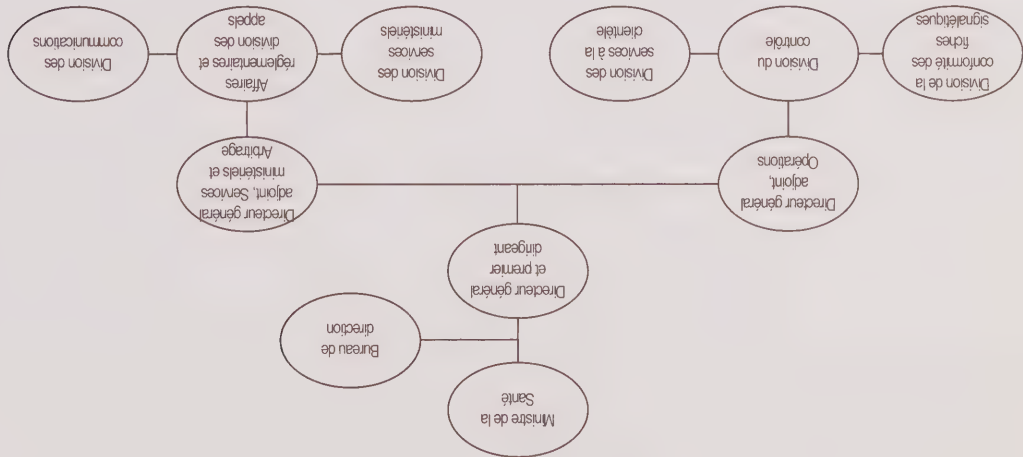 Ministre de la
Santé
Bureau de
direction
Directeur général
et premier
dirigeant
Directeur général
adjoint,
Opérations
Directeur général
adjoint, Services
ministériels et
Arbitrage
Division de la
conformité des
fiches
signalétiques
Division du
contrôle
Division des
services à la
clientèle
Division des
services
ministériels
Affaires
réglementaires et
division des
appels
Division des
communications